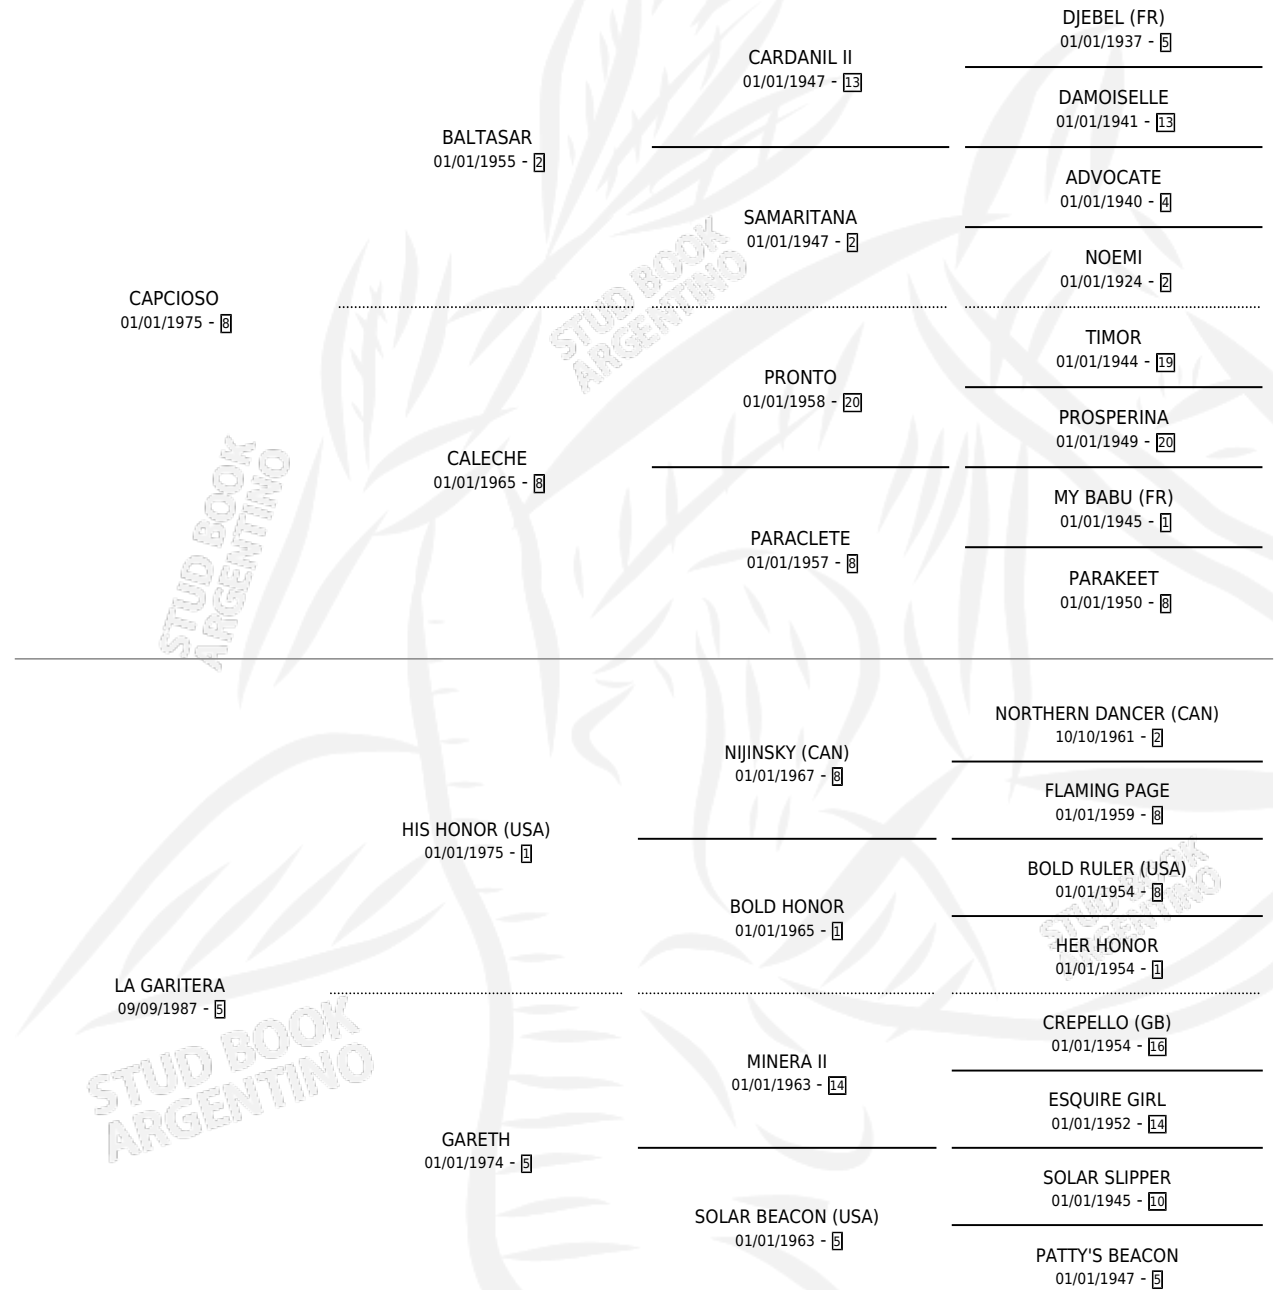 DJEBEL (FR)
01/01/1937 - 5
CARDANIL II
01/01/1947 - 13
DAMOISELLE
01/01/1941 - 13
BALTASAR
01/01/1955 - 2
ADVOCATE
01/01/1940 - 4
SAMARITANA
01/01/1947 - 2
NOEMI
01/01/1924 - 2
CAPCIOSO
01/01/1975 - 8
STUD BOOK
ARGENTINO
TIMOR
01/01/1944 - 19
PRONTO
01/01/1958 - 20
PROSPERINA
01/01/1949 - 20
CALECHE
01/01/1965 - 8
MY BABU (FR)
01/01/1945 - 1
PARACLETE
01/01/1957 - 8
PARAKEET
01/01/1950 - 8
STUD BOOK
ARGENTINO
NORTHERN DANCER (CAN)
10/10/1961 - 2
NIJINSKY (CAN)
01/01/1967 - 8
FLAMING PAGE
01/01/1959 - 8
HIS HONOR (USA)
01/01/1975 - 1
BOLD RULER (USA)
01/01/1954 - 8
BOLD HONOR
01/01/1965 - 1
STUD BOOK
ARGENTINO
HER HONOR
01/01/1954 - 1
LA GARITERA
09/09/1987 - 5
STUD BOOK
ARGENTINO
CREPELLO (GB)
01/01/1954 - 16
MINERA II
01/01/1963 - 14
ESQUIRE GIRL
01/01/1952 - 14
GARETH
01/01/1974 - 5
SOLAR SLIPPER
01/01/1945 - 10
SOLAR BEACON (USA)
01/01/1963 - 5
PATTY'S BEACON
01/01/1947 - 5